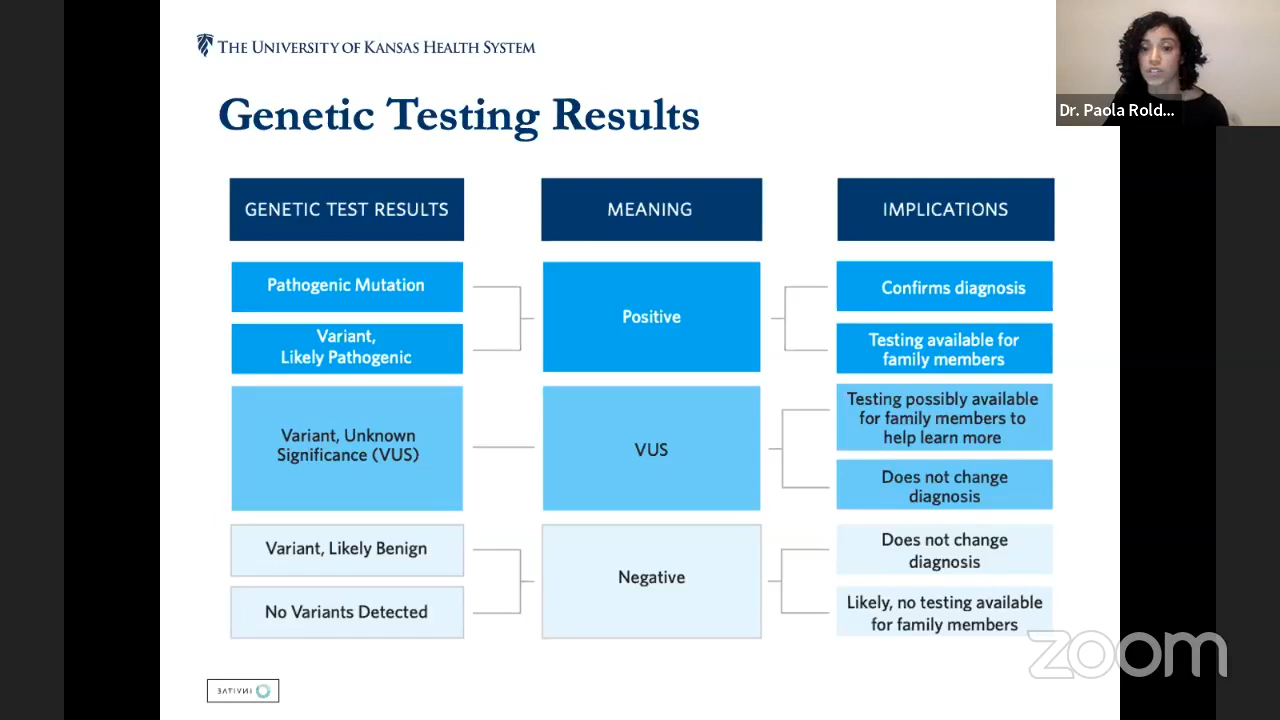 THE UNIVERSITY OF KANSAS HEALTH SYSTEM
Dr. Paola Rold...
Genetic Testing Results
GENETIC TEST RESULTS
MEANING
IMPLICATIONS
Pathogenic Mutation
Variant,
Likely Pathogenic
Positive
Confirms diagnosis
Testing available for
family members
Variant, Unknown
Significance (VUS)
VUS
Testing possibly available
for family members to
help learn more
Does not change
diagnosis
Variant, Likely Benign
No Variants Detected
Negative
Does not change
diagnosis
Likely, no testing available
for family members
zoom
INVITAE